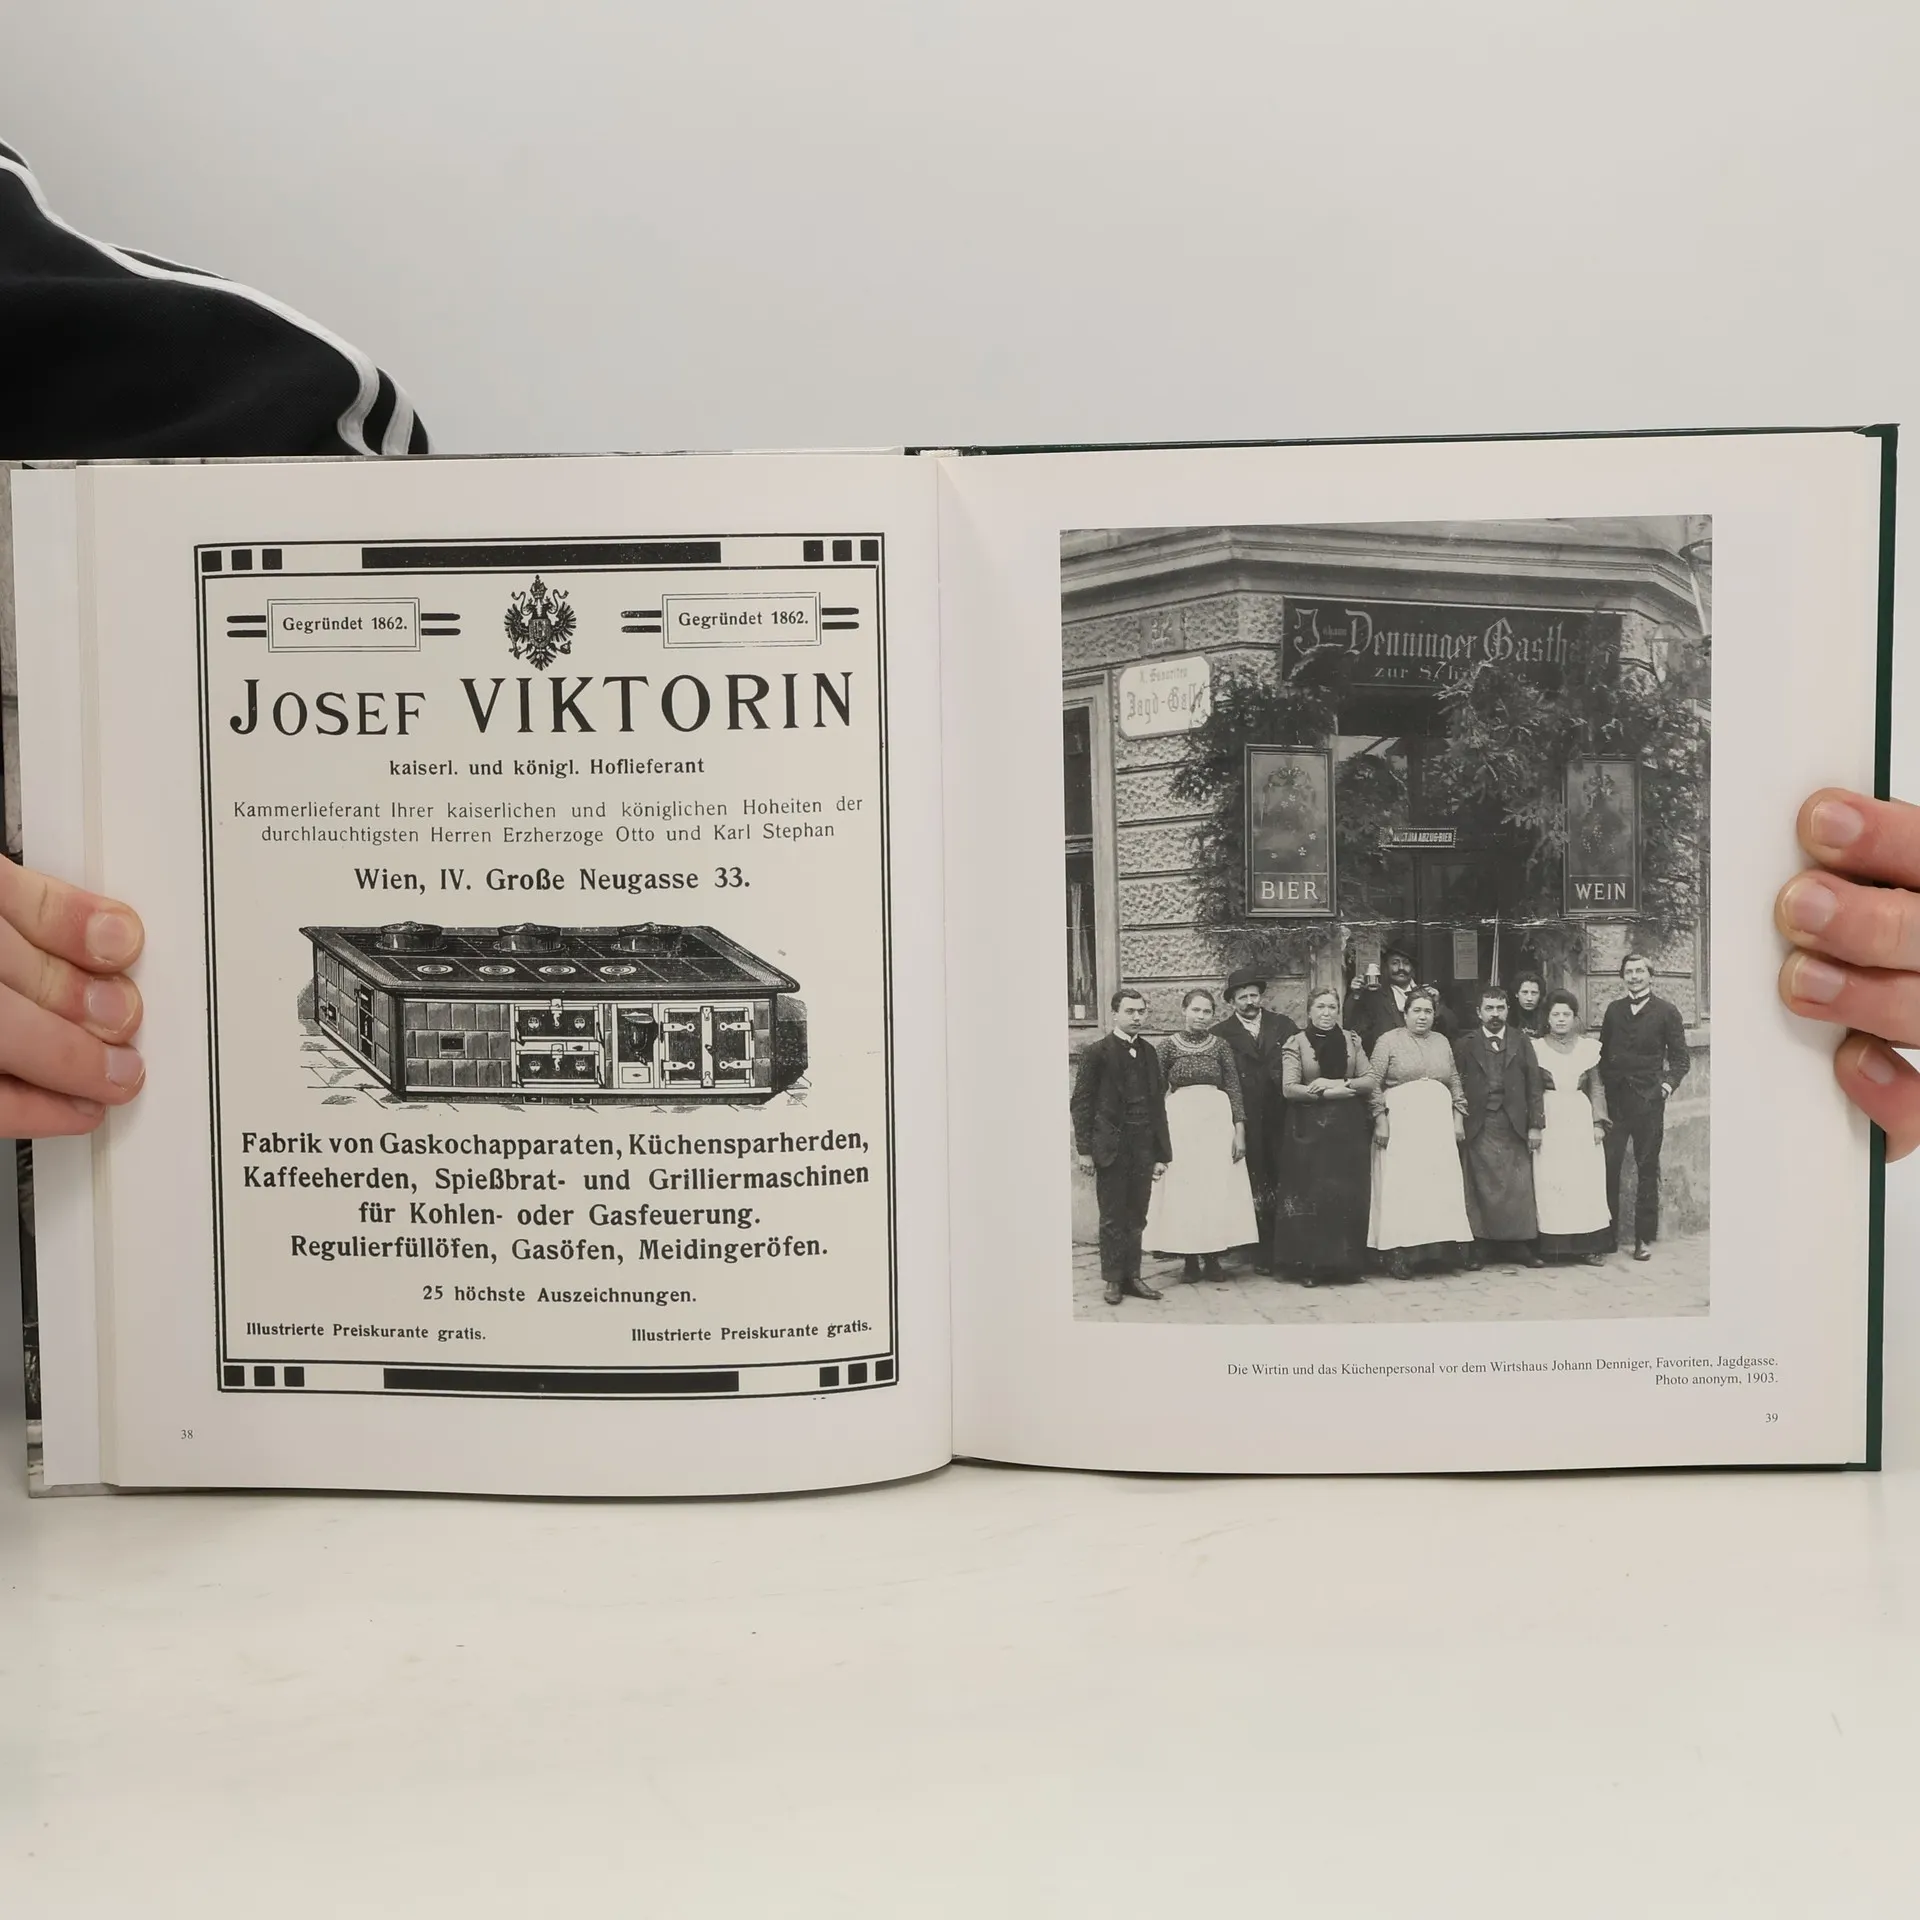 Gegründet 1862.
Gegründet 1862.
JOSEF VIKTORIN
kaiserl. und königl. Hoflieferant
Kammerlieferant Ihrer kaiserlichen und königlichen Hoheiten der
durchlauchtigsten Herren Erzherzoge Otto und Karl Stephan
Wien, IV. Große Neugasse 33.
Fabrik von Gaskochapparaten, Küchensparherden,
Kaffeeherden, Spießbrat- und Grilliermaschinen
für Kohlen- oder Gasfeuerung.
Regulierfüllöfen, Gasöfen, Meidingeröfen.
25 höchste Auszeichnungen.
Illustrierte Preiskurante gratis.
Illustrierte Preiskurante gratis.
38
Johann Denninger
zur
Jagd-
BIER
WEIN
Die Wirtin und das Küchenpersonal vor dem Wirtshaus Johann Denniger, Favoriten, Jagdgasse.
Photo anonym, 1903.
39